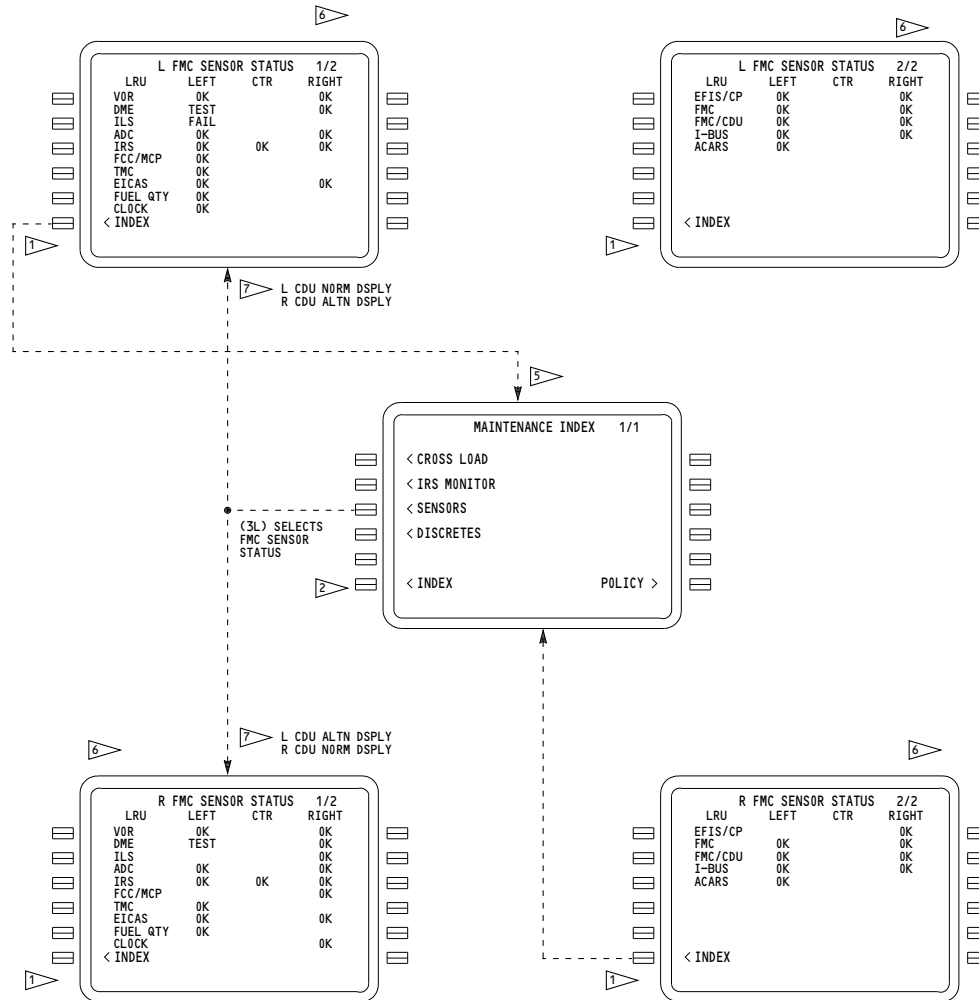 6
L FMC SENSOR STATUS 1/2
LRU LEFT CTR RIGHT
VOR OK OK
DME TEST OK
ILS FAIL
ADC OK OK
IRS OK OK OK
FCC/MCP OK
TMC OK
EICAS OK OK
FUEL QTY OK
CLOCK OK
< INDEX
1
6
L FMC SENSOR STATUS 2/2
LRU LEFT CTR RIGHT
EFIS/CP OK OK
FMC OK OK
FMC/CDU OK OK
I-BUS OK OK
ACARS OK
< INDEX
1
7 L CDU NORM DSPLY
R CDU ALTN DSPLY
5
MAINTENANCE INDEX 1/1
< CROSS LOAD
< IRS MONITOR
< SENSORS
< DISCRETES
< INDEX POLICY >
(3L) SELECTS
FMC SENSOR
STATUS
2
7 L CDU ALTN DSPLY
R CDU NORM DSPLY
6
R FMC SENSOR STATUS 1/2
LRU LEFT CTR RIGHT
VOR OK OK
DME TEST OK
ILS OK
ADC OK OK
IRS OK OK OK
FCC/MCP OK
TMC OK
EICAS OK OK
FUEL QTY OK
CLOCK OK
< INDEX
1
6
R FMC SENSOR STATUS 2/2
LRU LEFT CTR RIGHT
EFIS/CP OK
FMC OK OK
FMC/CDU OK OK
I-BUS OK OK
ACARS OK
< INDEX
1